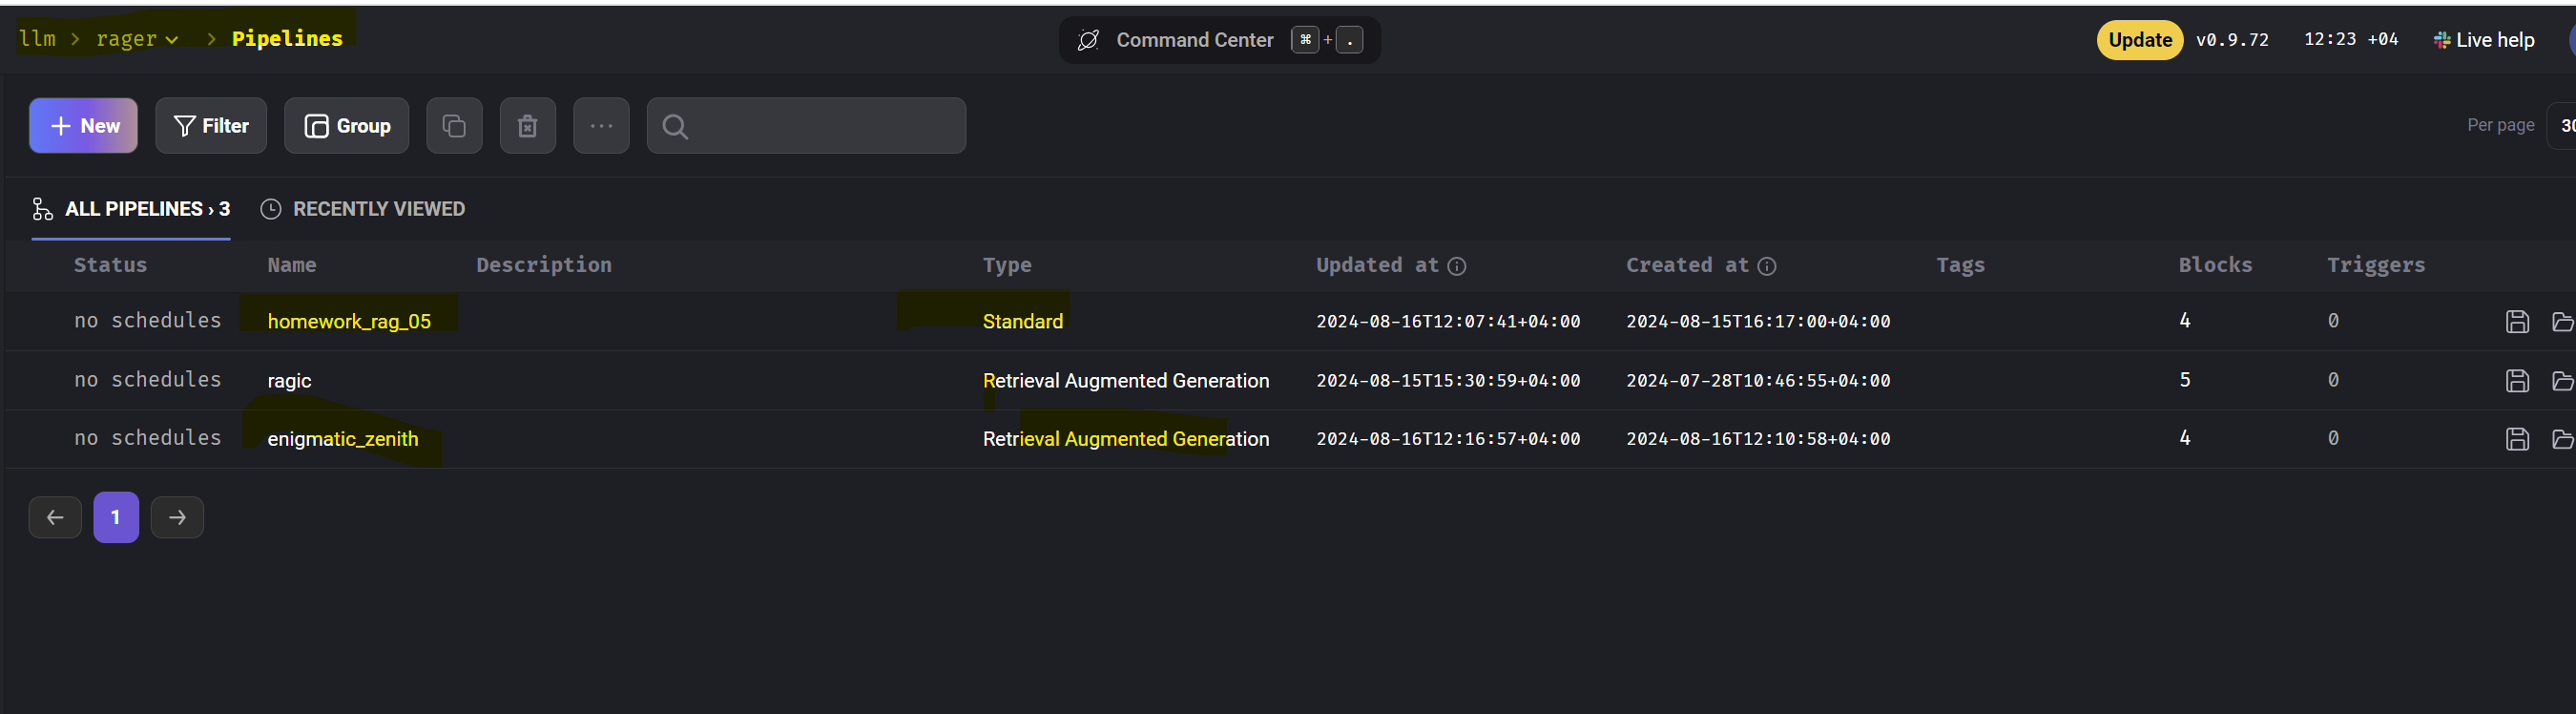 llm > rager > Pipelines Command Center ⌘ + . Update v0.9.72 12:23 +04 Live help
+ New Filter Group ... Per page 30
ALL PIPELINES › 3 RECENTLY VIEWED
Status Name Description Type Updated at Created at Tags Blocks Triggers
no schedules homework_rag_05 Standard 2024-08-16T12:07:41+04:00 2024-08-15T16:17:00+04:00 4 0
no schedules ragic Retrieval Augmented Generation 2024-08-15T15:30:59+04:00 2024-07-28T10:46:55+04:00 5 0
no schedules enigmatic_zenith Retrieval Augmented Generation 2024-08-16T12:16:57+04:00 2024-08-16T12:10:58+04:00 4 0
← 1 →